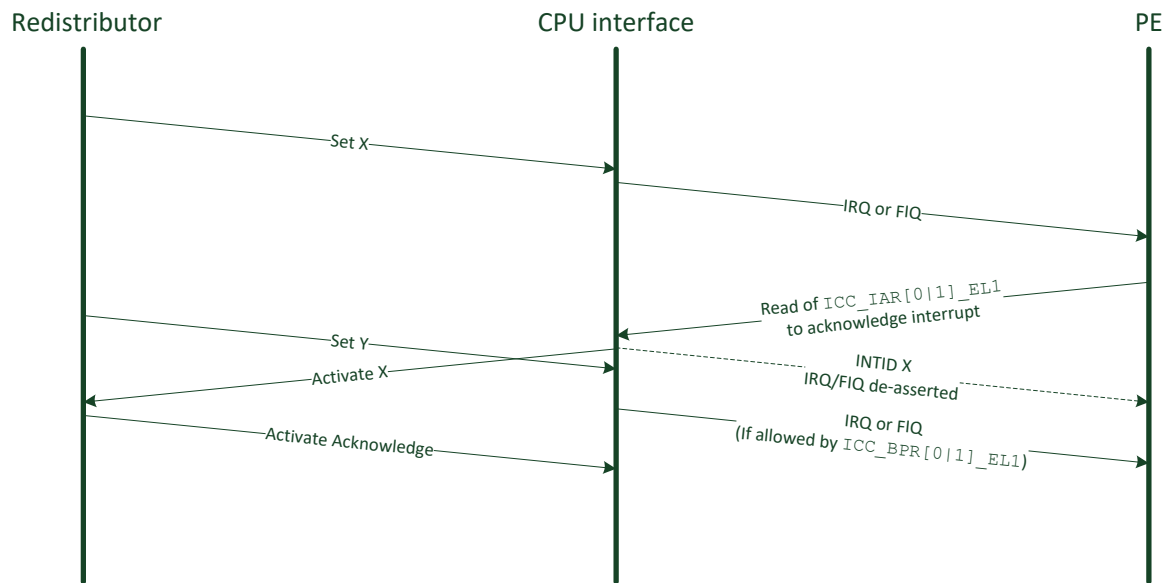 Redistributor
CPU interface
PE
Set X
IRQ or FIQ
Read of ICC_IAR[0|1]_EL1
to acknowledge interrupt
Set Y
Activate X
INTID X
IRQ/FIQ de-asserted
Activate Acknowledge
IRQ or FIQ
(If allowed by ICC_BPR[0|1]_EL1)